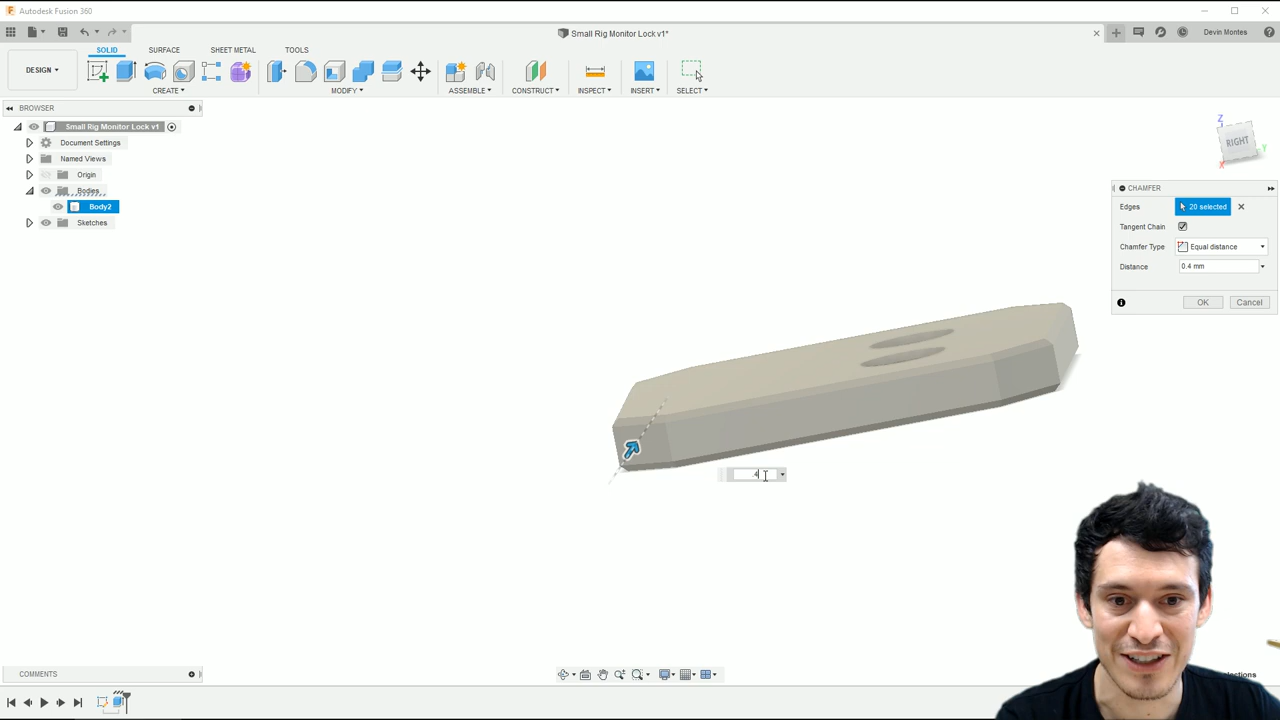 Autodesk Fusion 360
Small Rig Monitor Lock v1*
Devin Montes
DESIGN
SOLID SURFACE SHEET METAL TOOLS
CREATE MODIFY ASSEMBLE CONSTRUCT INSPECT INSERT SELECT
BROWSER
Small Rig Monitor Lock v1
Document Settings
Named Views
Origin
Bodies
Body2
Sketches
RIGHT
Z
Y
X
CHAMFER
Edges 20 selected
Tangent Chain
Chamfer Type Equal distance
Distance 0.4 mm
OK Cancel
.4
COMMENTS